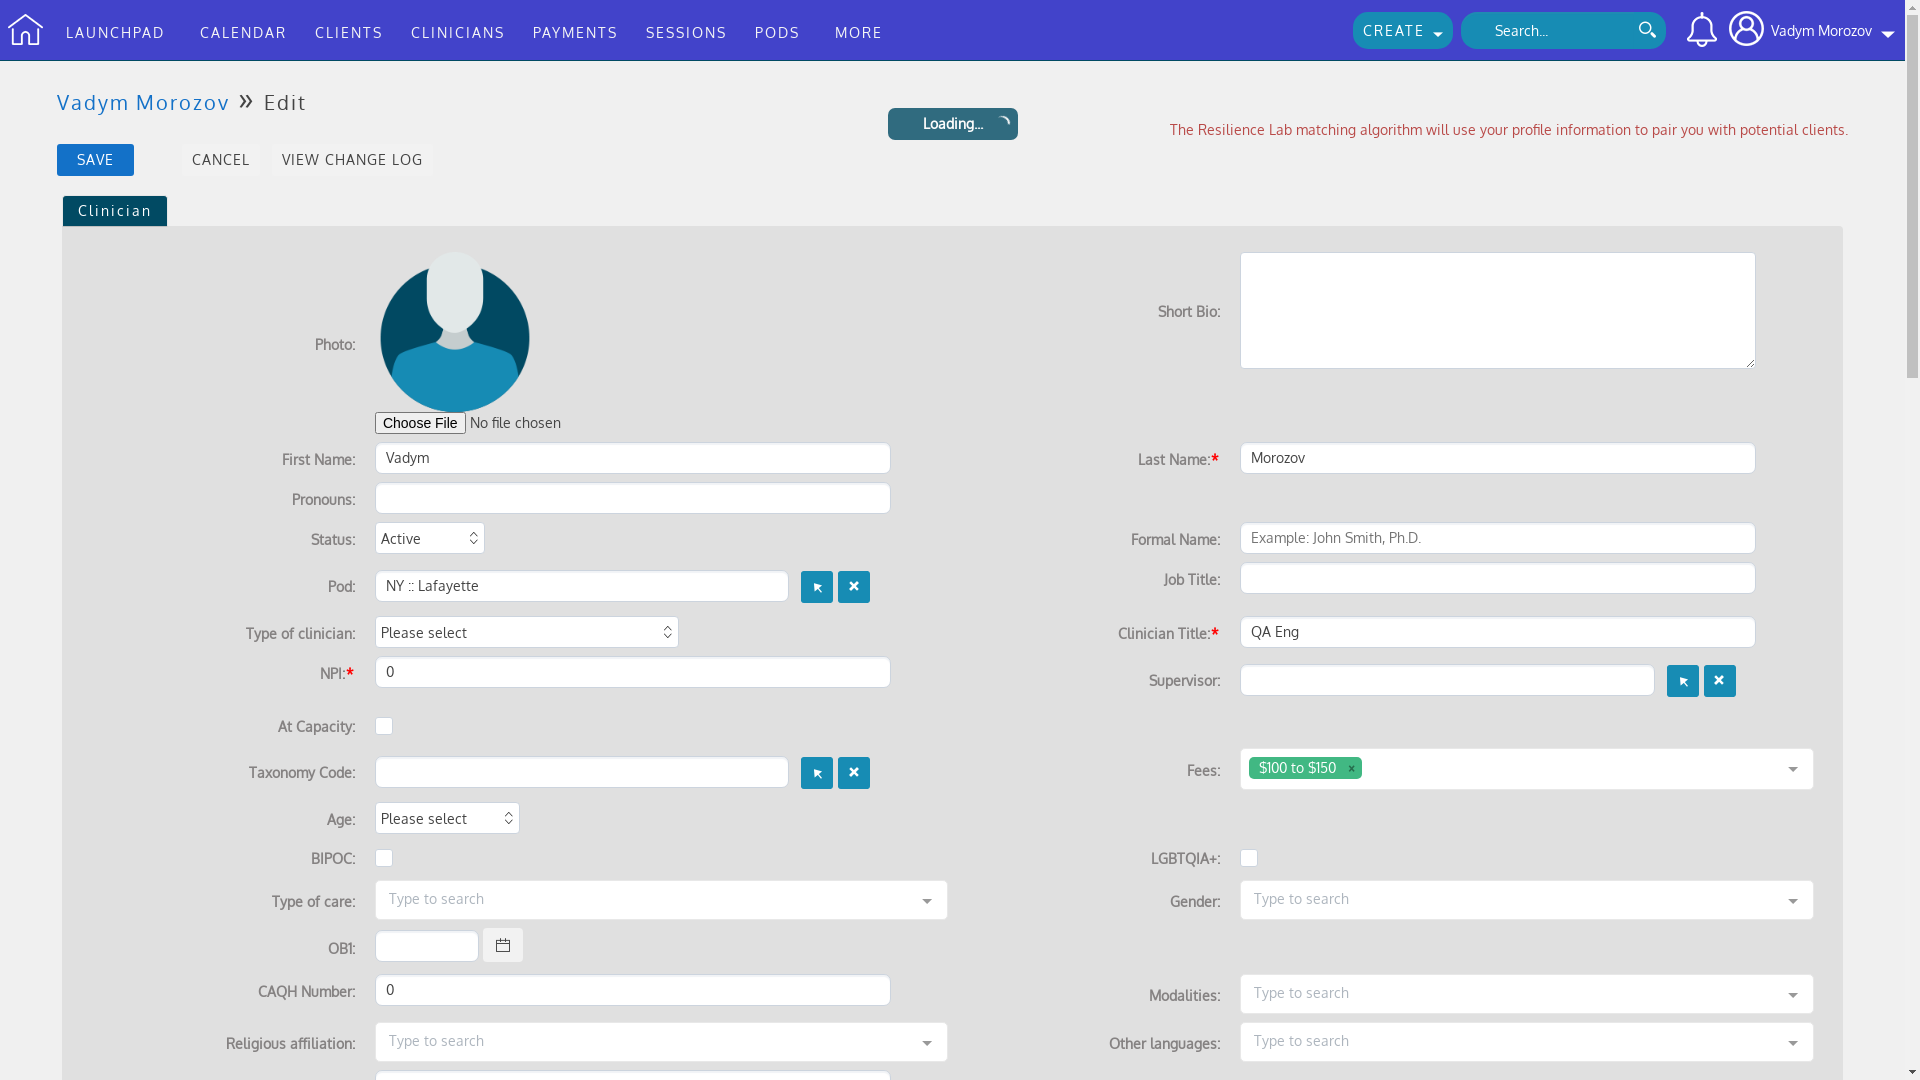 LAUNCHPAD CALENDAR CLIENTS CLINICIANS PAYMENTS SESSIONS PODS MORE CREATE Search... Vadym Morozov
Vadym Morozov » Edit
Loading...
The Resilience Lab matching algorithm will use your profile information to pair you with potential clients.
SAVE CANCEL VIEW CHANGE LOG
Clinician
Photo:
Short Bio:
Choose File No file chosen
First Name: Vadym
Last Name:* Morozov
Pronouns:
Status: Active
Formal Name: Example: John Smith, Ph.D.
Pod: NY :: Lafayette
Job Title:
Type of clinician: Please select
Clinician Title:* QA Eng
NPI:* 0
Supervisor:
At Capacity:
Taxonomy Code:
Fees: $100 to $150 ×
Age: Please select
BIPOC:
LGBTQIA+:
Type of care: Type to search
Gender: Type to search
OB1:
CAQH Number: 0
Modalities: Type to search
Religious affiliation: Type to search
Other languages: Type to search